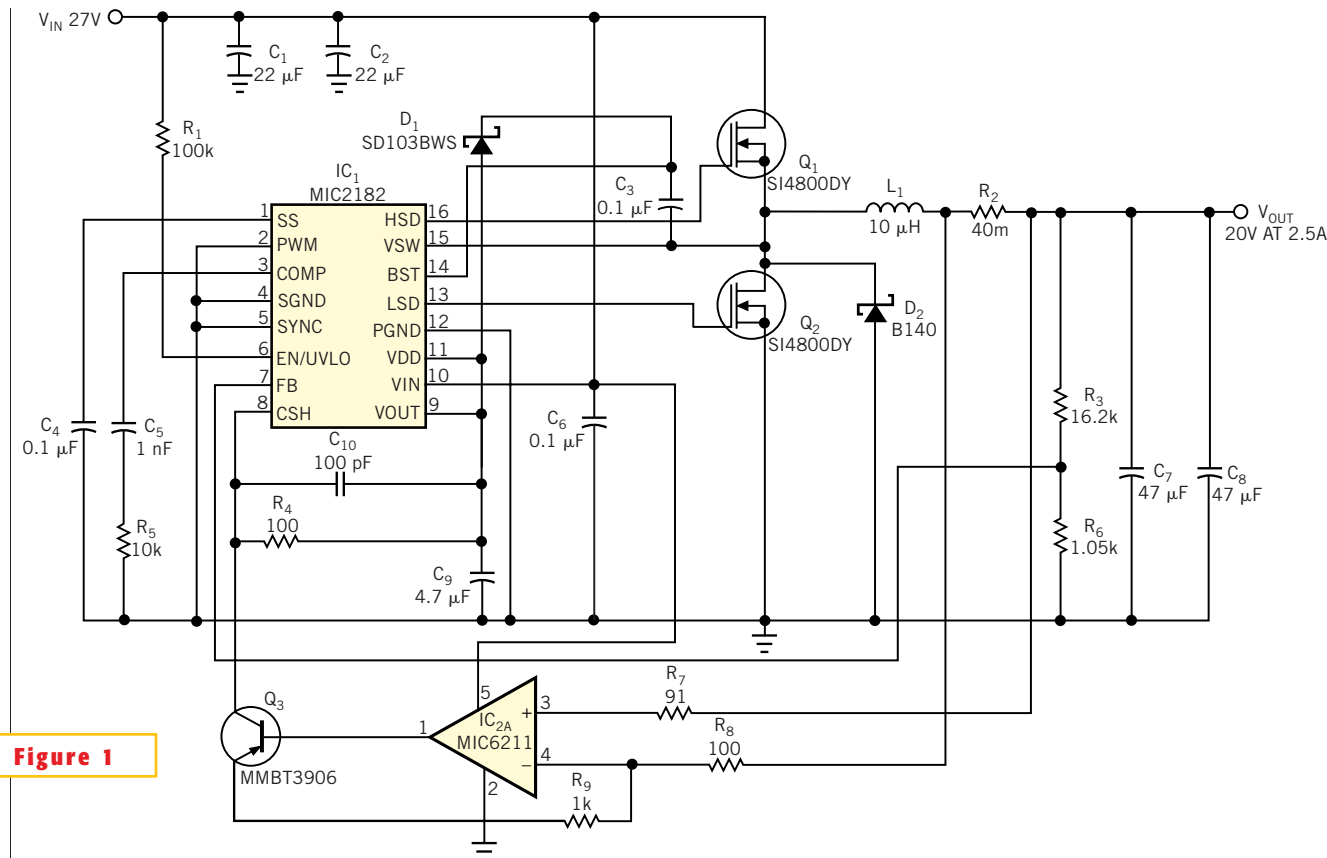 V_IN 27V
C1
22 µF
C2
22 µF
R1
100k
D1
SD103BWS
IC1
MIC2182
1 SS
2 PWM
3 COMP
4 SGND
5 SYNC
6 EN/UVLO
7 FB
8 CSH
HSD 16
VSW 15
BST 14
LSD 13
PGND 12
VDD 11
VIN 10
VOUT 9
C3
0.1 µF
Q1
SI4800DY
L1
10 µH
R2
40m
V_OUT
20V AT 2.5A
Q2
SI4800DY
D2
B140
C4
0.1 µF
C5
1 nF
C10
100 pF
C6
0.1 µF
R3
16.2k
C7
47 µF
C8
47 µF
R4
100
R5
10k
R6
1.05k
C9
4.7 µF
Q3
MMBT3906
1
5
IC2A
MIC6211
2
3
+
4
–
R7
91
R8
100
R9
1k
Figure 1